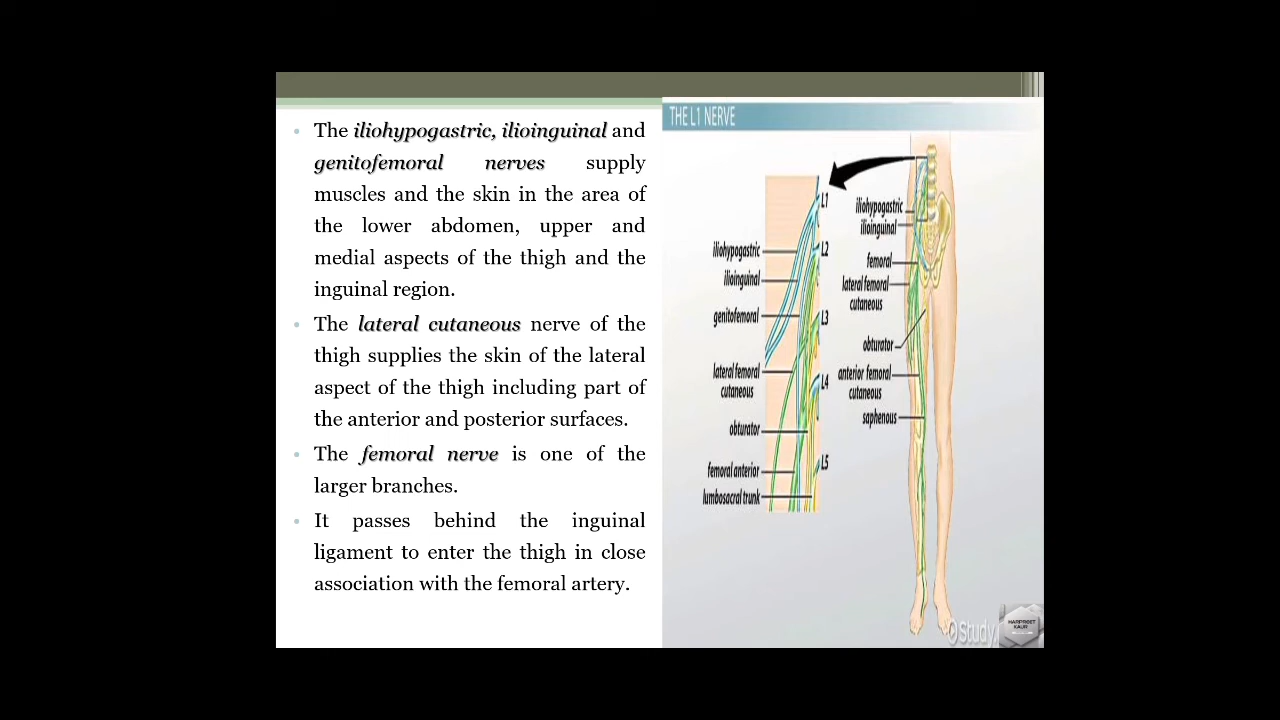 The iliohypogastric, ilioinguinal and
genitofemoral nerves supply
muscles and the skin in the area of
the lower abdomen, upper and
medial aspects of the thigh and the
inguinal region.
The lateral cutaneous nerve of the
thigh supplies the skin of the lateral
aspect of the thigh including part of
the anterior and posterior surfaces.
The femoral nerve is one of the
larger branches.
It passes behind the inguinal
ligament to enter the thigh in close
association with the femoral artery.
THE L1 NERVE
L1
iliohypogastric
L2
ilioinguinal
genitofemoral
L3
lateral femoral
cutaneous
L4
obturator
L5
femoral anterior
lumbosacral trunk
iliohypogastric
ilioinguinal
femoral
lateral femoral
cutaneous
obturator
anterior femoral
cutaneous
saphenous
Study
HARPREET
KAUR